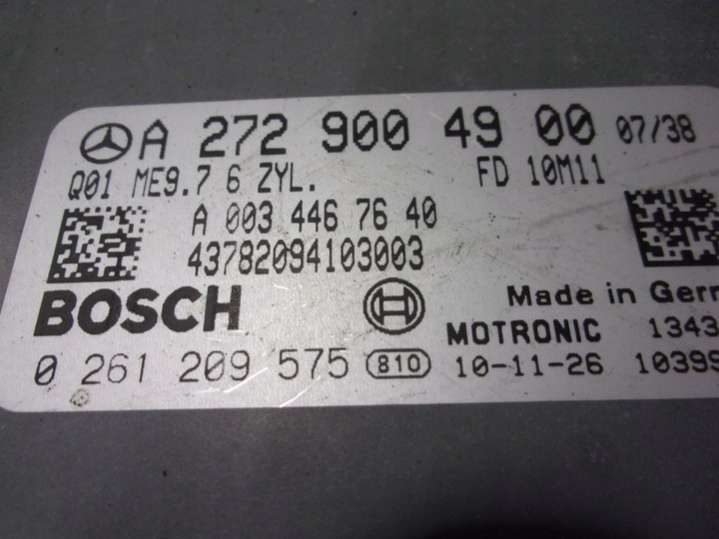 A 272 900 49 00 07/38
Q01 ME9.7 6 ZYL. FD 10M11
A 003 446 76 40
43782094103003
BOSCH
Made in Germ
MOTRONIC 1343
0 261 209 575 810 10-11-26 10399